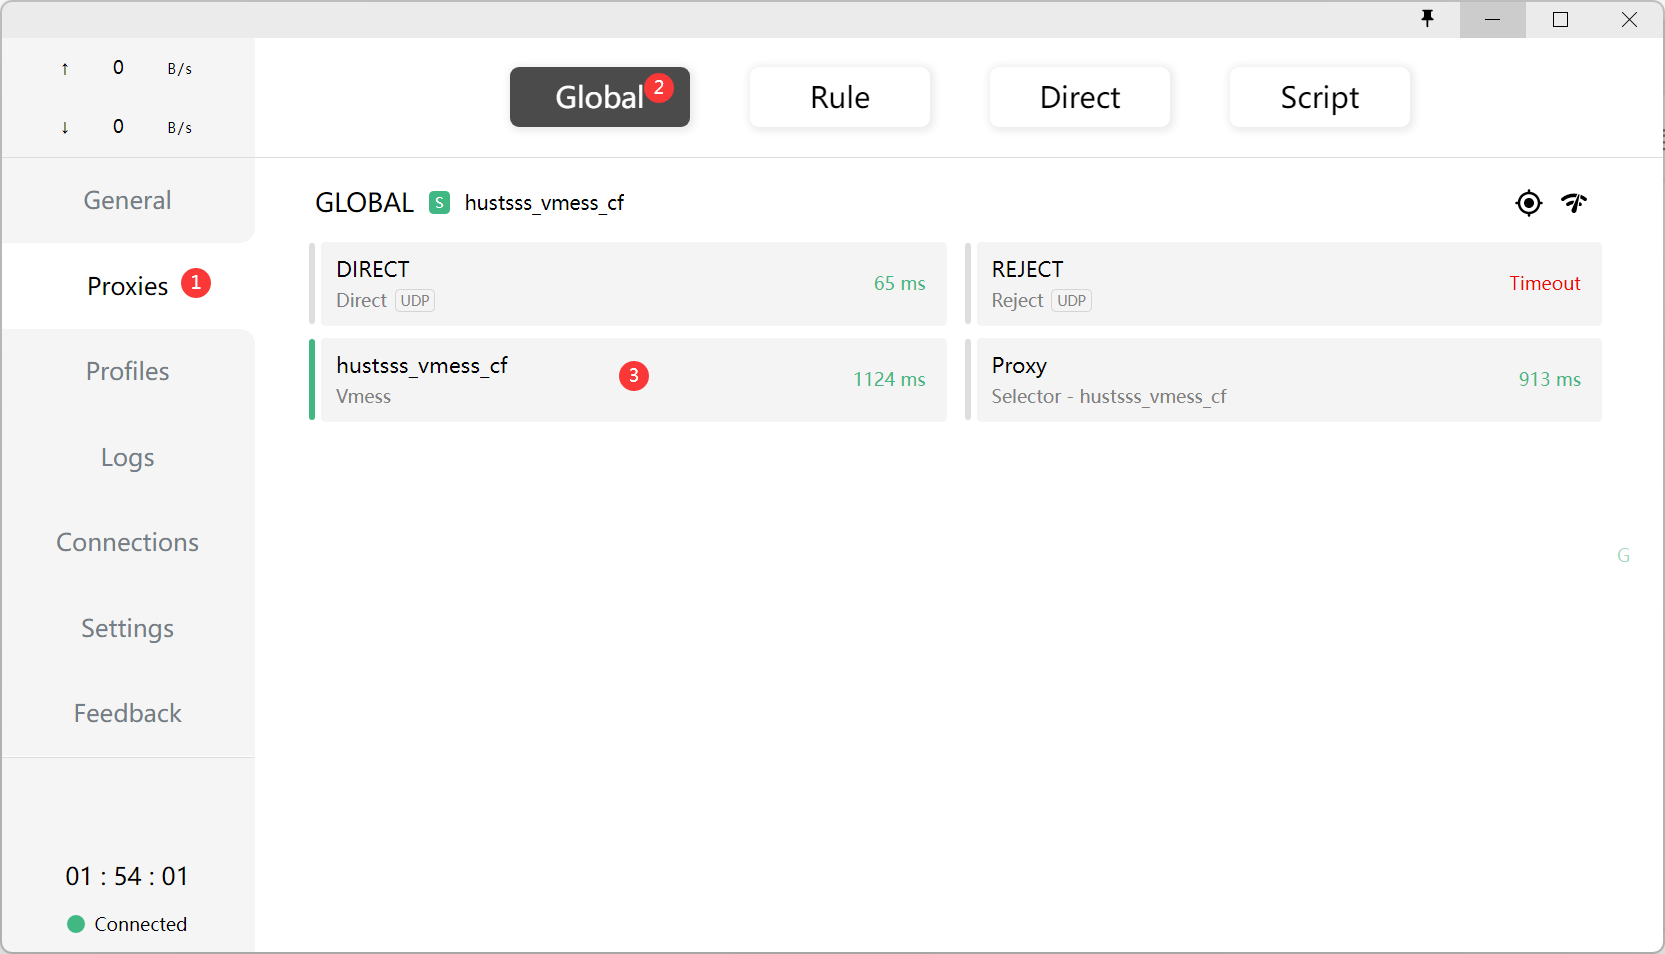 ↑ 0 B/s
↓ 0 B/s
Global 2
Rule
Direct
Script
General
Proxies 1
Profiles
Logs
Connections
Settings
Feedback
01 : 54 : 01
Connected
GLOBAL S hustsss_vmess_cf
DIRECT
Direct UDP
65 ms
REJECT
Reject UDP
Timeout
hustsss_vmess_cf
Vmess
3
1124 ms
Proxy
Selector - hustsss_vmess_cf
913 ms
G